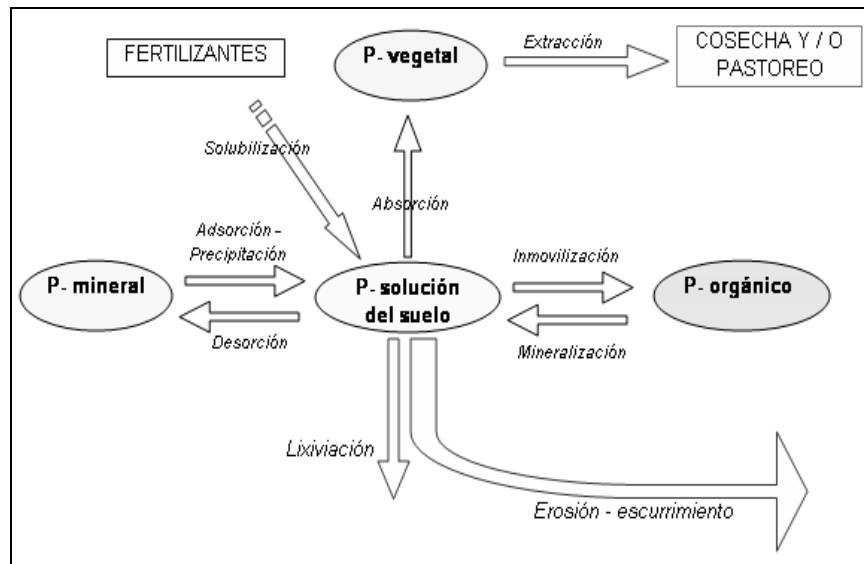 FERTILIZANTES
P- vegetal
Extracción
COSECHA Y / O
PASTOREO
Solubilización
Absorción
Adsorción -
Precipitación
Inmovilización
P- mineral
P- solución
del suelo
P- orgánico
Desorción
Mineralización
Lixiviación
Erosión - escurrimiento